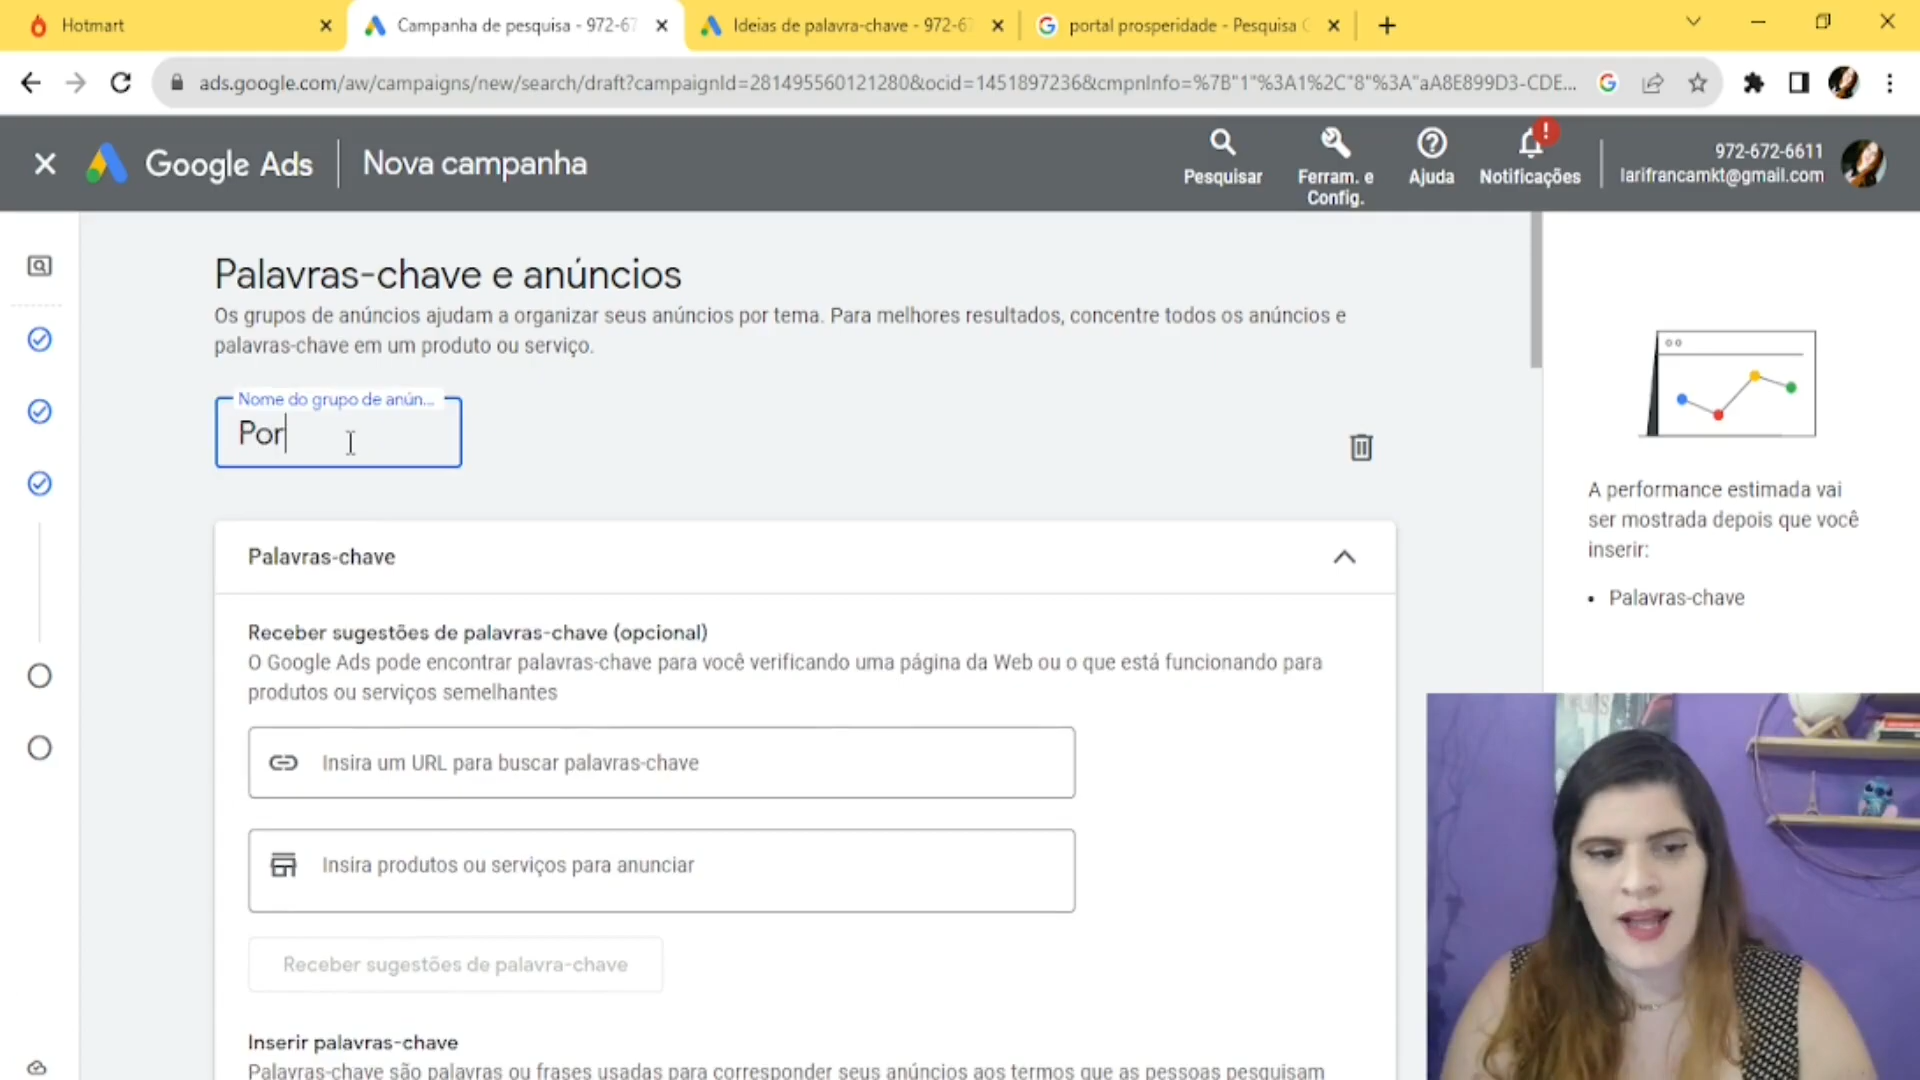 Hotmart
Campanha de pesquisa - 972-67
Ideias de palavra-chave - 972-67
portal prosperidade - Pesquisa G
ads.google.com/aw/campaigns/new/search/draft?campaignId=281495560121280&ocid=1451897236&cmpnInfo=%7B"1"%3A1%2C"8"%3A"aA8E899D3-CDE...
Google Ads
Nova campanha
Pesquisar
Ferram. e
Config.
Ajuda
Notificações
972-672-6611
larifrancamkt@gmail.com
Palavras-chave e anúncios
Os grupos de anúncios ajudam a organizar seus anúncios por tema. Para melhores resultados, concentre todos os anúncios e
palavras-chave em um produto ou serviço.
Nome do grupo de anún...
Por
Palavras-chave
Receber sugestões de palavras-chave (opcional)
O Google Ads pode encontrar palavras-chave para você verificando uma página da Web ou o que está funcionando para
produtos ou serviços semelhantes
Insira um URL para buscar palavras-chave
Insira produtos ou serviços para anunciar
Receber sugestões de palavra-chave
Inserir palavras-chave
Palavras-chave são palavras ou frases usadas para corresponder seus anúncios aos termos que as pessoas pesquisam
A performance estimada vai
ser mostrada depois que você
inserir:
• Palavras-chave